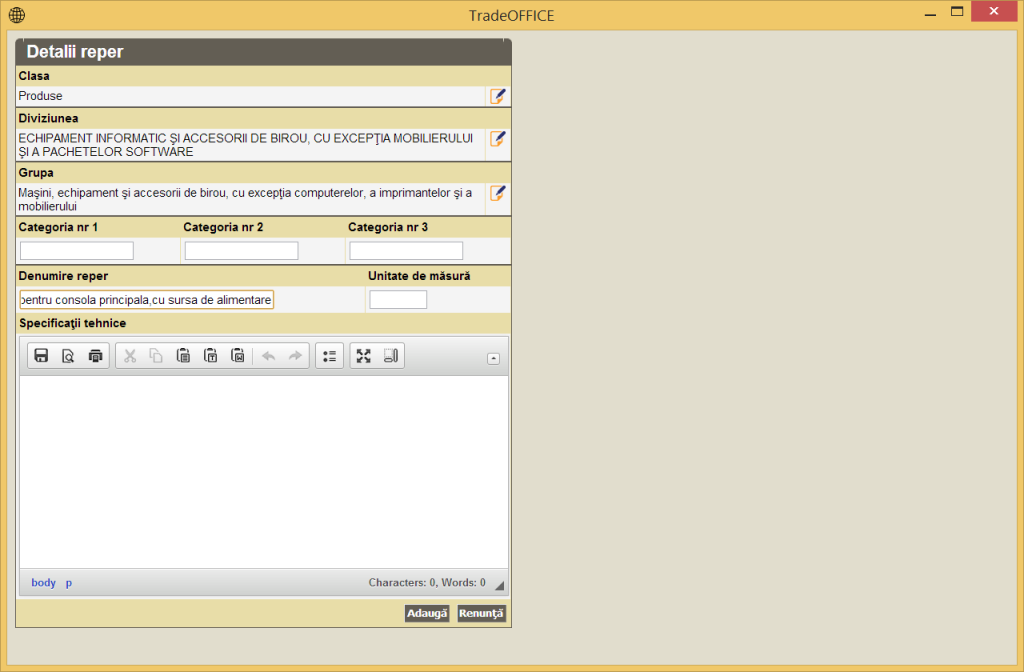 TradeOFFICE
Detalii reper
Clasa
Produse
Diviziunea
ECHIPAMENT INFORMATIC ŞI ACCESORII DE BIROU, CU EXCEPŢIA MOBILIERULUI
ŞI A PACHETELOR SOFTWARE
Grupa
Maşini, echipament şi accesorii de birou, cu excepţia computerelor, a imprimantelor şi a
mobilierului
Categoria nr 1 Categoria nr 2 Categoria nr 3
Denumire reper Unitate de măsură
pentru consola principala,cu sursa de alimentare
Specificaţii tehnice
body p Characters: 0, Words: 0
Adaugă Renunţă